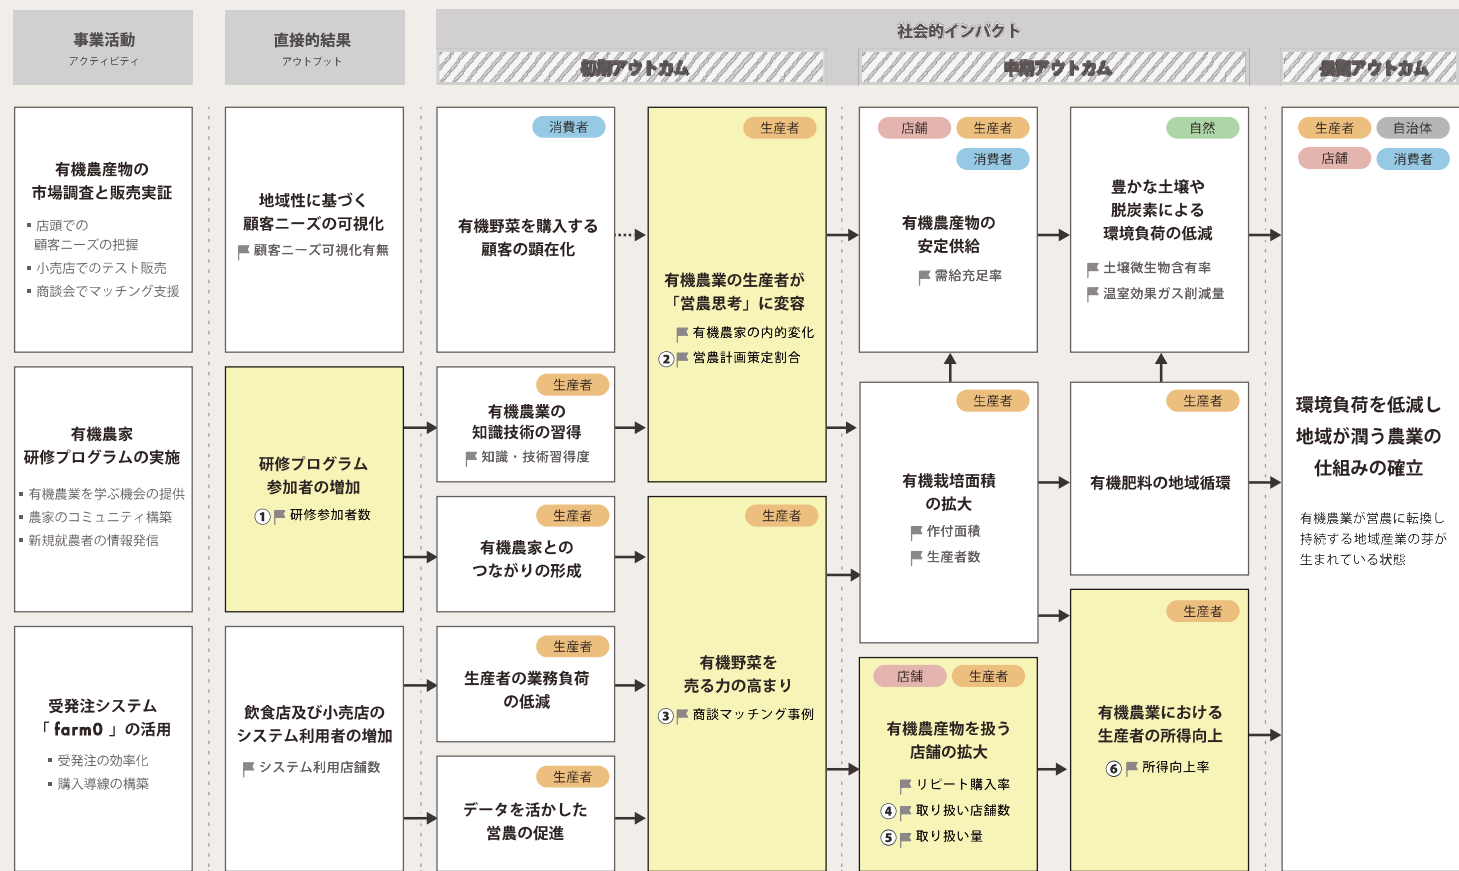 事業活動
アクティビティ
直接的結果
アウトプット
社会的インパクト
初期アウトカム
中期アウトカム
長期アウトカム
有機農産物の
市場調査と販売実証
▪ 店頭での
顧客ニーズの把握
▪ 小売店でのテスト販売
▪ 商談会でマッチング支援
有機農家
研修プログラムの実施
▪ 有機農業を学ぶ機会の提供
▪ 農家のコミュニティ構築
▪ 新規就農者の情報発信
受発注システム
「farmO」の活用
▪ 受発注の効率化
▪ 購入導線の構築
地域性に基づく
顧客ニーズの可視化
顧客ニーズ可視化有無
研修プログラム
参加者の増加
① 研修参加者数
飲食店及び小売店の
システム利用者の増加
システム利用店舗数
消費者
有機野菜を購入する
顧客の顕在化
生産者
有機農業の
知識技術の習得
知識・技術習得度
生産者
有機農家との
つながりの形成
生産者
生産者の業務負荷
の低減
生産者
データを活かした
営農の促進
生産者
有機農業の生産者が
「営農思考」に変容
有機農家の内的変化
② 営農計画策定割合
生産者
有機野菜を
売る力の高まり
③ 商談マッチング事例
店舗 生産者
消費者
有機農産物の
安定供給
需給充足率
生産者
有機栽培面積
の拡大
作付面積
生産者数
店舗 生産者
有機農産物を扱う
店舗の拡大
リピート購入率
④ 取り扱い店舗数
⑤ 取り扱い量
自然
豊かな土壌や
脱炭素による
環境負荷の低減
土壌微生物含有率
温室効果ガス削減量
生産者
有機肥料の地域循環
生産者
有機農業における
生産者の所得向上
⑥ 所得向上率
生産者 自治体
店舗 消費者
環境負荷を低減し
地域が潤う農業の
仕組みの確立
有機農業が営農に転換し
持続する地域産業の芽が
生まれている状態